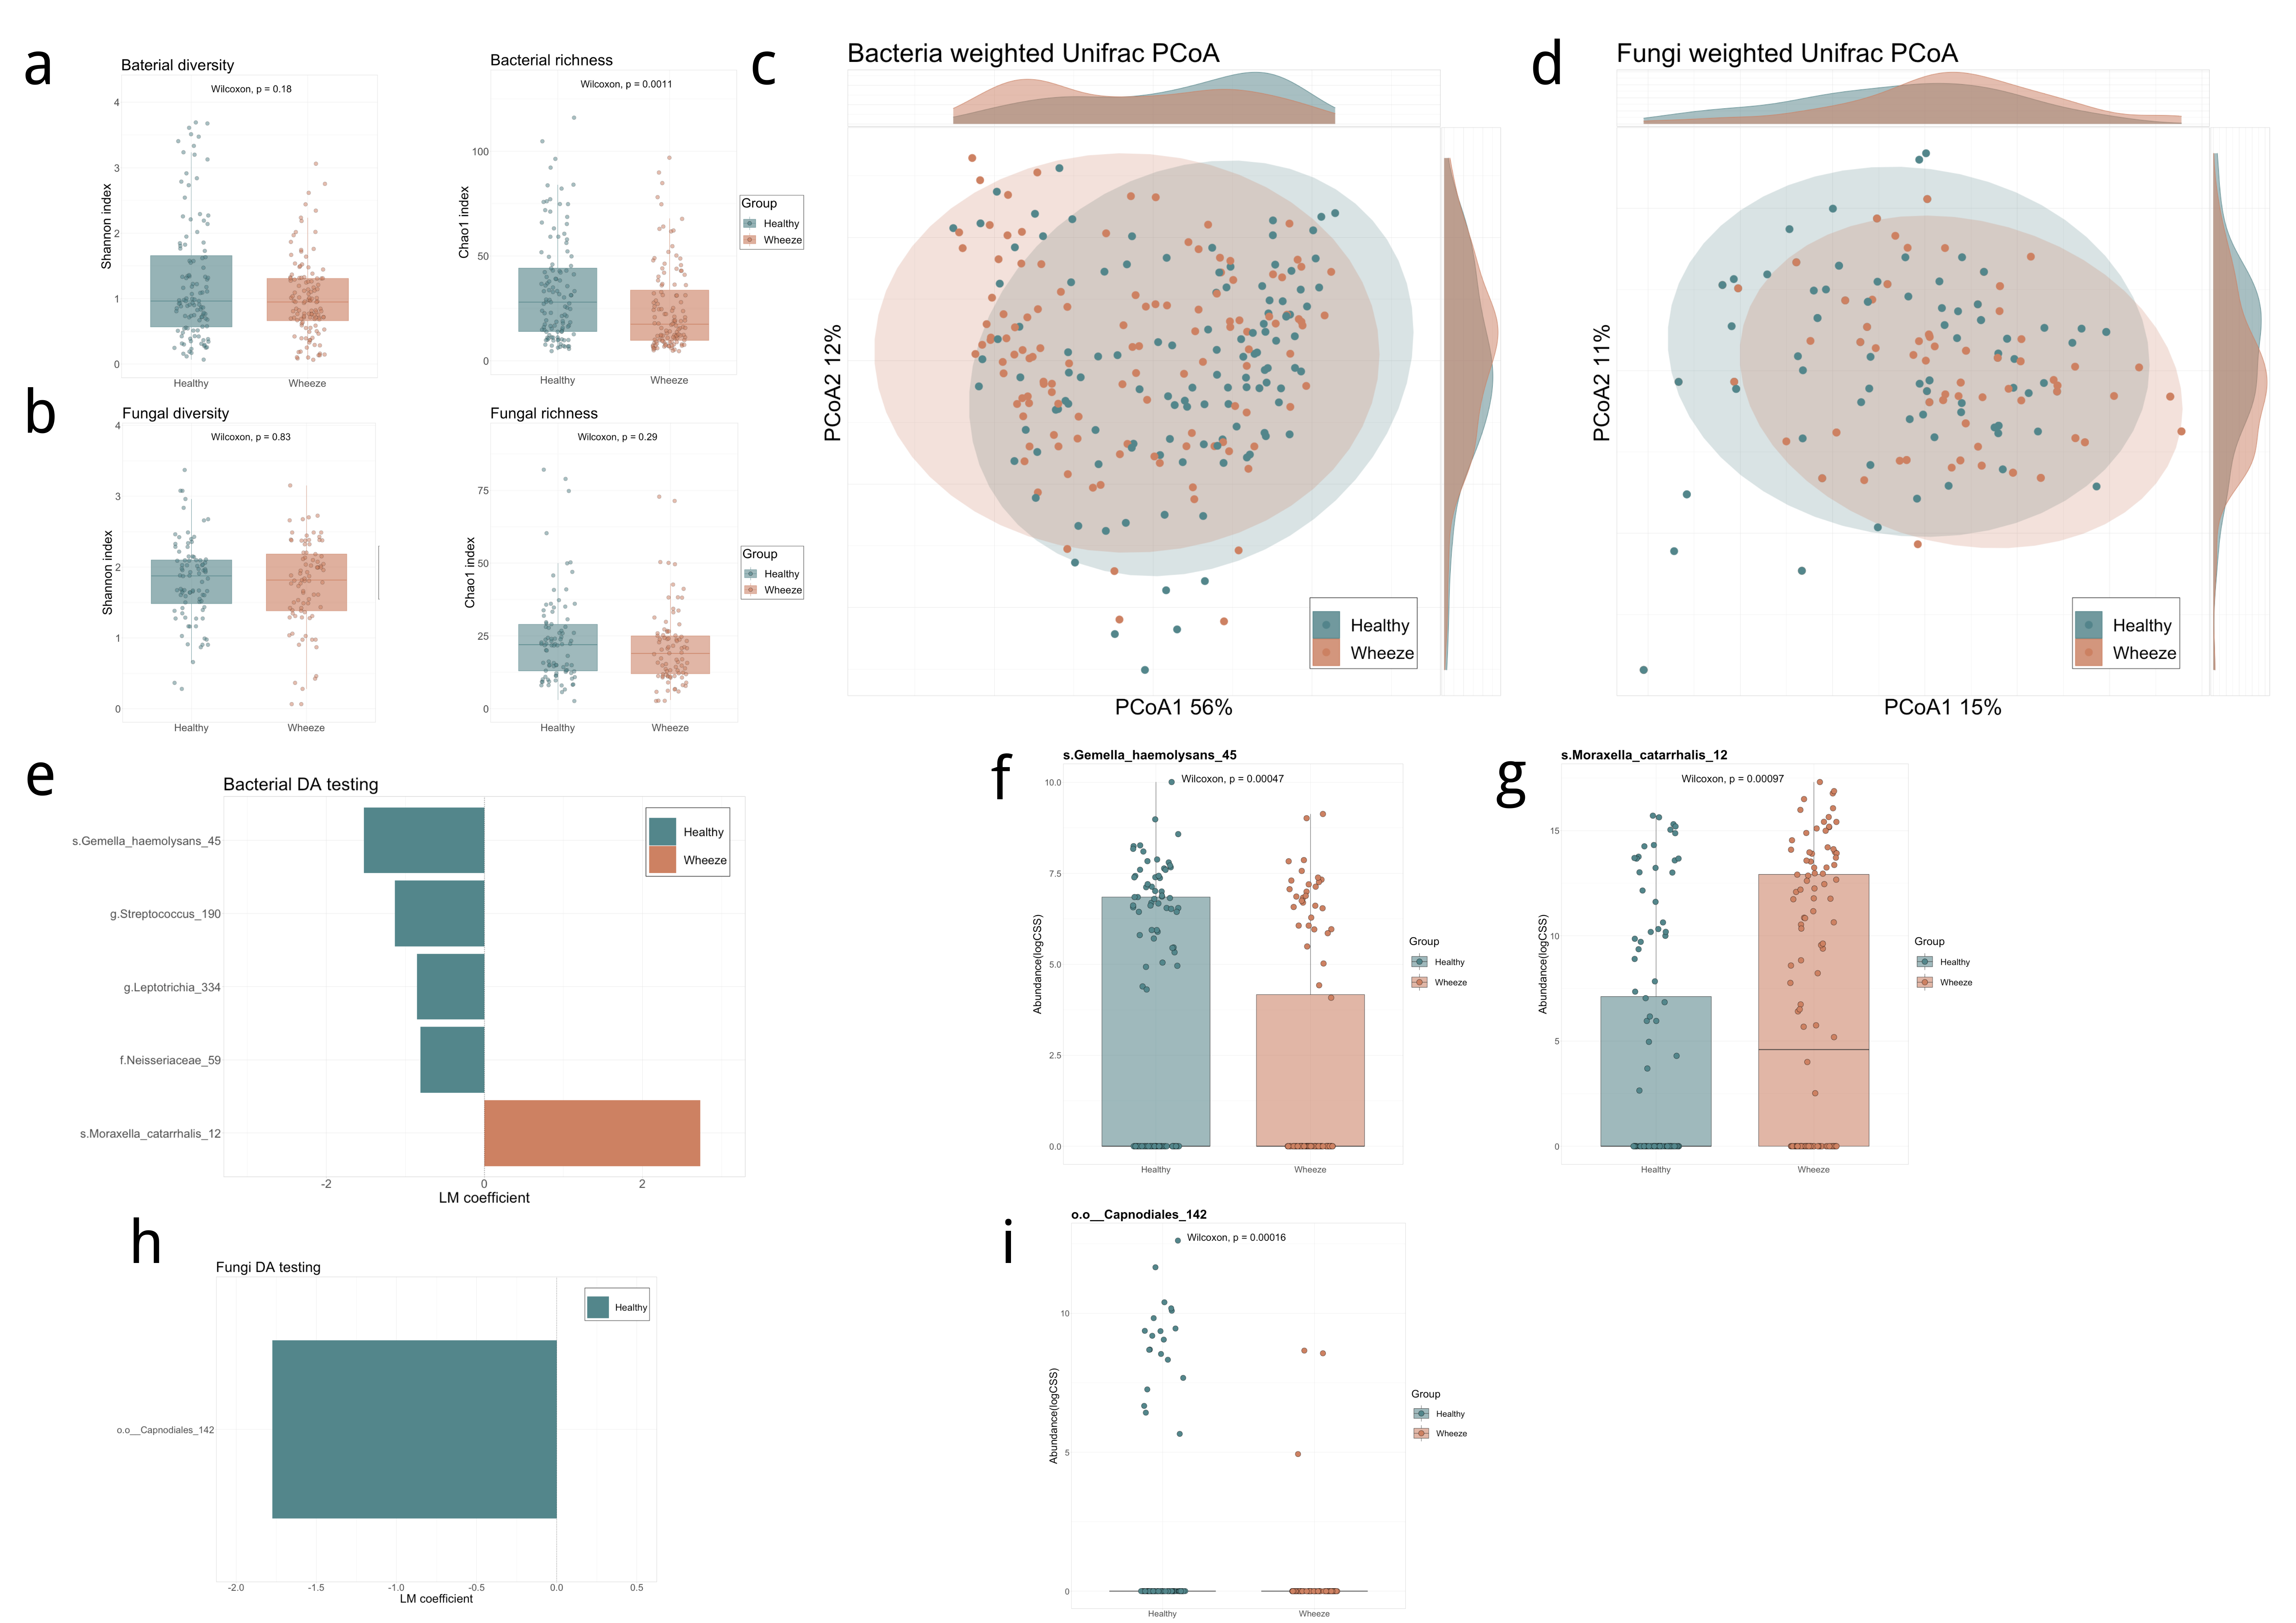 a
Baterial diversity
Wilcoxon, p = 0.18
Shannon index
4
3
2
1
0
Healthy
Wheeze
Bacterial richness
Wilcoxon, p = 0.0011
Chao1 index
100
50
0
Healthy
Wheeze
Group
Healthy
Wheeze
b
Fungal diversity
Wilcoxon, p = 0.83
Shannon index
4
3
2
1
0
Healthy
Wheeze
Fungal richness
Wilcoxon, p = 0.29
Chao1 index
75
50
25
0
Healthy
Wheeze
Group
Healthy
Wheeze
c
Bacteria weighted Unifrac PCoA
PCoA2 12%
Healthy
Wheeze
PCoA1 56%
d
Fungi weighted Unifrac PCoA
PCoA2 11%
Healthy
Wheeze
PCoA1 15%
e
Bacterial DA testing
Healthy
Wheeze
s.Gemella_haemolysans_45
g.Streptococcus_190
g.Leptotrichia_334
f.Neisseriaceae_59
s.Moraxella_catarrhalis_12
-2
0
2
LM coefficient
f
s.Gemella_haemolysans_45
Wilcoxon, p = 0.00047
Abundance(logCSS)
10.0
7.5
5.0
2.5
0.0
Healthy
Wheeze
Group
Healthy
Wheeze
g
s.Moraxella_catarrhalis_12
Wilcoxon, p = 0.00097
Abundance(logCSS)
15
10
5
0
Healthy
Wheeze
Group
Healthy
Wheeze
h
Fungi DA testing
Healthy
o.o__Capnodiales_142
-2.0
-1.5
-1.0
-0.5
0.0
0.5
LM coefficient
i
o.o__Capnodiales_142
Wilcoxon, p = 0.00016
Abundance(logCSS)
10
5
0
Healthy
Wheeze
Group
Healthy
Wheeze